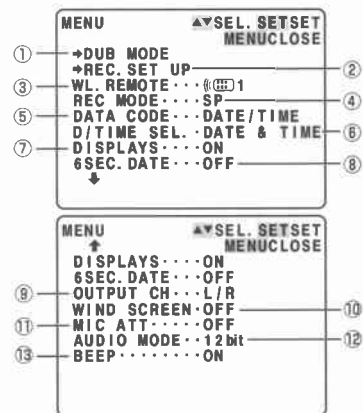 MENU ▲▼SEL. SETSET
MENUCLOSE
① ➜DUB MODE
➜REC. SET UP ②
③ WL. REMOTE··· 1
REC MODE····SP ④
⑤ DATA CODE···DATE/TIME
D/TIME SEL.·DATE & TIME ⑥
⑦ DISPLAYS····ON
6SEC. DATE···OFF ⑧
MENU ▲▼SEL. SETSET
MENUCLOSE
DISPLAYS····ON
6SEC. DATE···OFF
⑨ OUTPUT CH···L/R
WIND SCREEN·OFF ⑩
⑪ MIC ATT·····OFF
AUDIO MODE··12bit ⑫
⑬ BEEP········ON